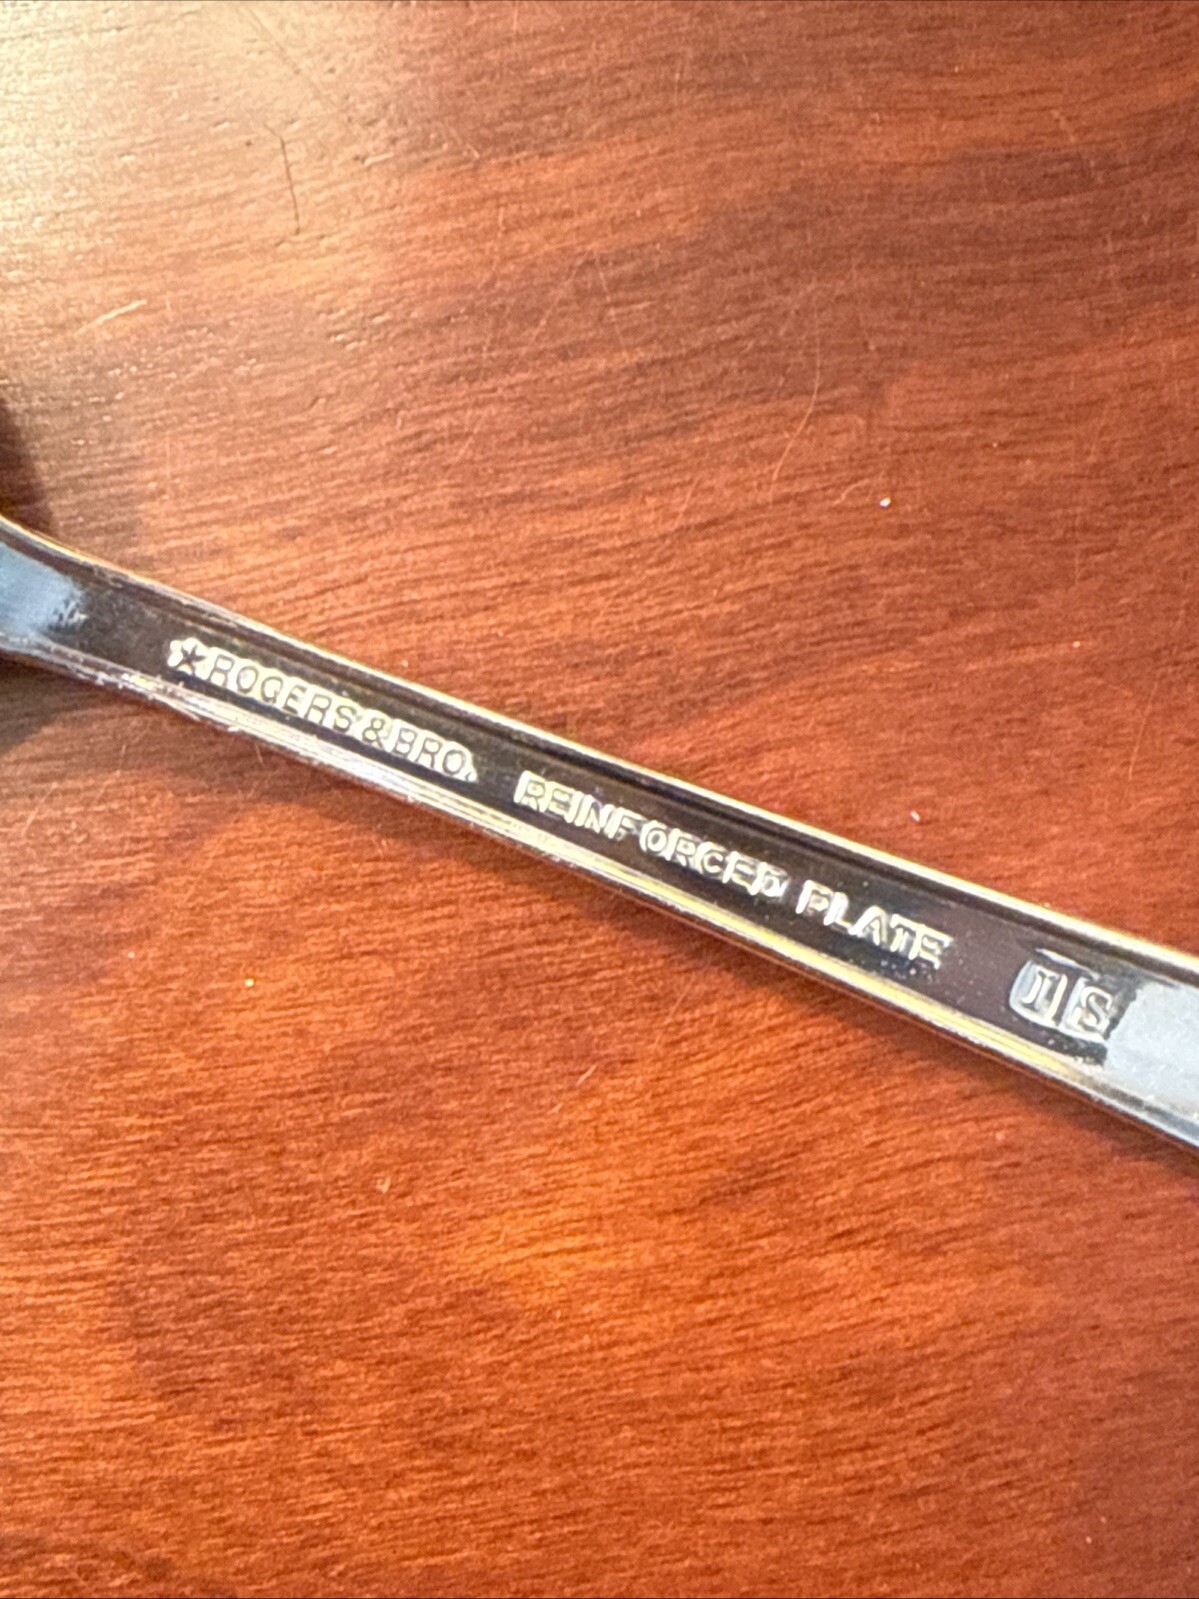 ★ROGERS & BRO. REINFORCED PLATE IS